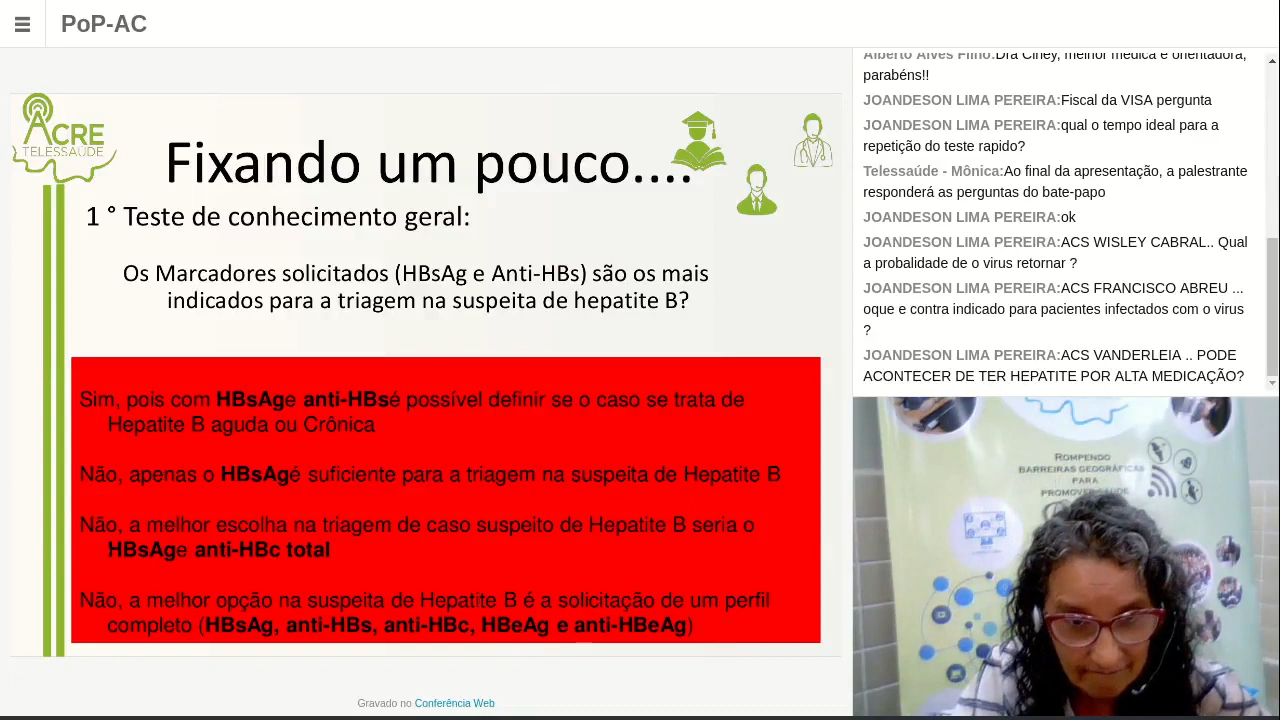 PoP-AC
ACRE
TELESSAÚDE
Fixando um pouco....
1 ° Teste de conhecimento geral:
Os Marcadores solicitados (HBsAg e Anti-HBs) são os mais
indicados para a triagem na suspeita de hepatite B?
Sim, pois com HBsAge anti-HBsé possível definir se o caso se trata de
Hepatite B aguda ou Crônica
Não, apenas o HBsAgé suficiente para a triagem na suspeita de Hepatite B
Não, a melhor escolha na triagem de caso suspeito de Hepatite B seria o
HBsAge anti-HBc total
Não, a melhor opção na suspeita de Hepatite B é a solicitação de um perfil
completo (HBsAg, anti-HBs, anti-HBc, HBeAg e anti-HBeAg)
Gravado no Conferência Web
Alberto Alves Filho:Dra Cirley, melhor médica e orientadora,
parabéns!!
JOANDESON LIMA PEREIRA:Fiscal da VISA pergunta
JOANDESON LIMA PEREIRA:qual o tempo ideal para a
repetição do teste rapido?
Telessaúde - Mônica:Ao final da apresentação, a palestrante
responderá as perguntas do bate-papo
JOANDESON LIMA PEREIRA:ok
JOANDESON LIMA PEREIRA:ACS WISLEY CABRAL.. Qual
a probalidade de o virus retornar ?
JOANDESON LIMA PEREIRA:ACS FRANCISCO ABREU ...
oque e contra indicado para pacientes infectados com o virus
?
JOANDESON LIMA PEREIRA:ACS VANDERLEIA .. PODE
ACONTECER DE TER HEPATITE POR ALTA MEDICAÇÃO?
ROMPENDO
BARREIRAS GEOGRÁFICAS
PARA
PROMOVER SAÚDE